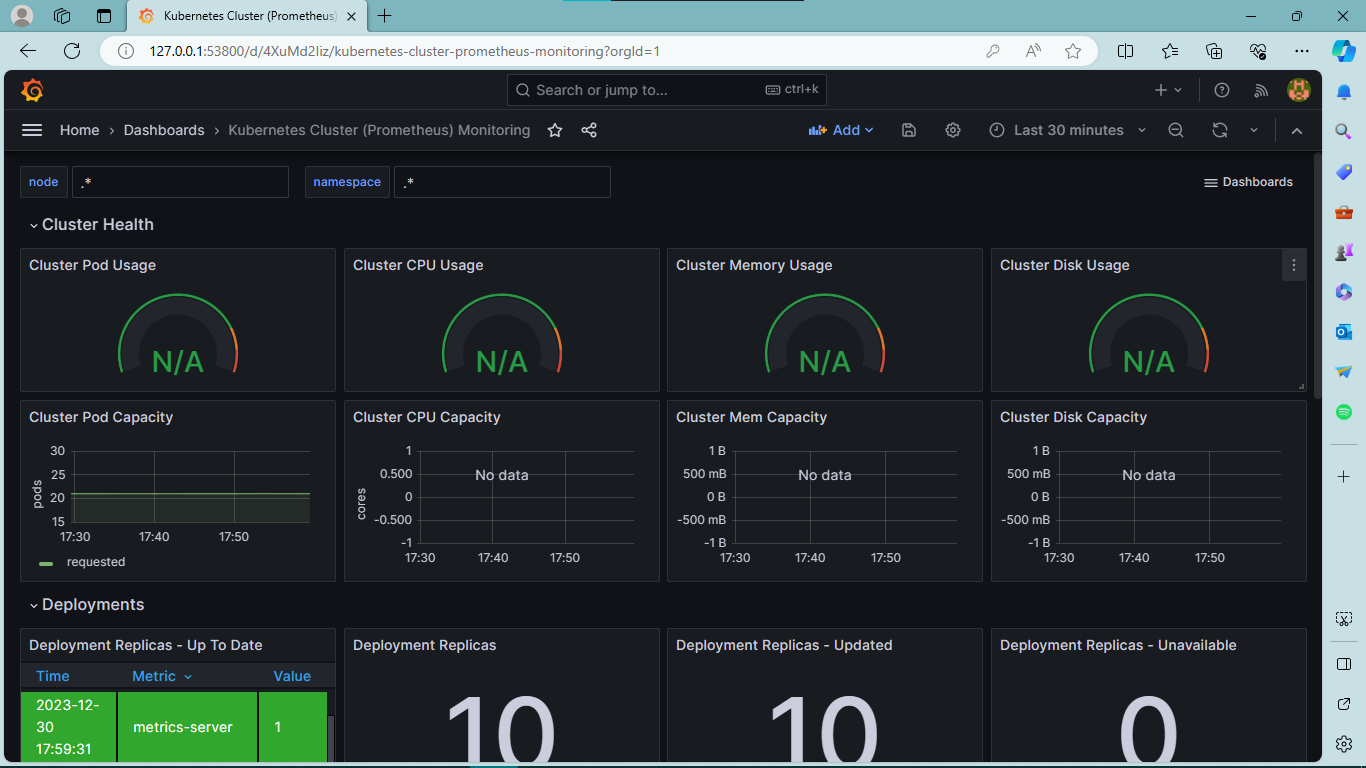 Kubernetes Cluster (Prometheus)
127.0.0.1:53800/d/4XuMd2Iiz/kubernetes-cluster-prometheus-monitoring?orgId=1
Search or jump to... ctrl+k
Home › Dashboards › Kubernetes Cluster (Prometheus) Monitoring Add Last 30 minutes
node .* namespace .* Dashboards
Cluster Health
Cluster Pod Usage Cluster CPU Usage Cluster Memory Usage Cluster Disk Usage
N/A N/A N/A N/A
Cluster Pod Capacity
30
25
20
15
pods
17:30 17:40 17:50
requested
Cluster CPU Capacity
1
0.500
0
-0.500
-1
cores
No data
17:30 17:40 17:50
Cluster Mem Capacity
1 B
500 mB
0 B
-500 mB
-1 B
No data
17:30 17:40 17:50
Cluster Disk Capacity
1 B
500 mB
0 B
-500 mB
-1 B
No data
17:30 17:40 17:50
Deployments
Deployment Replicas - Up To Date
Time Metric Value
2023-12-
30
17:59:31
metrics-server
1
Deployment Replicas
10
Deployment Replicas - Updated
10
Deployment Replicas - Unavailable
0